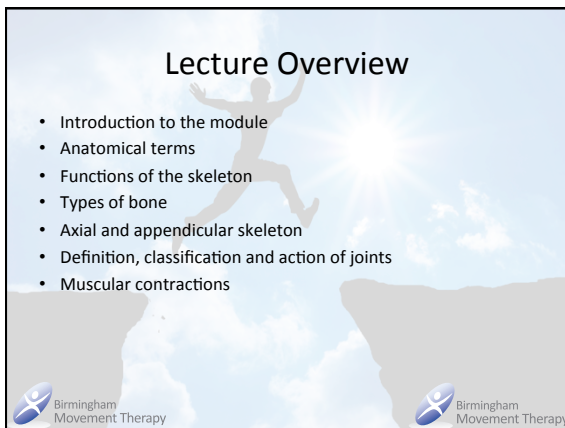 Lecture Overview
• Introduction to the module
• Anatomical terms
• Functions of the skeleton
• Types of bone
• Axial and appendicular skeleton
• Definition, classification and action of joints
• Muscular contractions
Birmingham
Movement Therapy
Birmingham
Movement Therapy